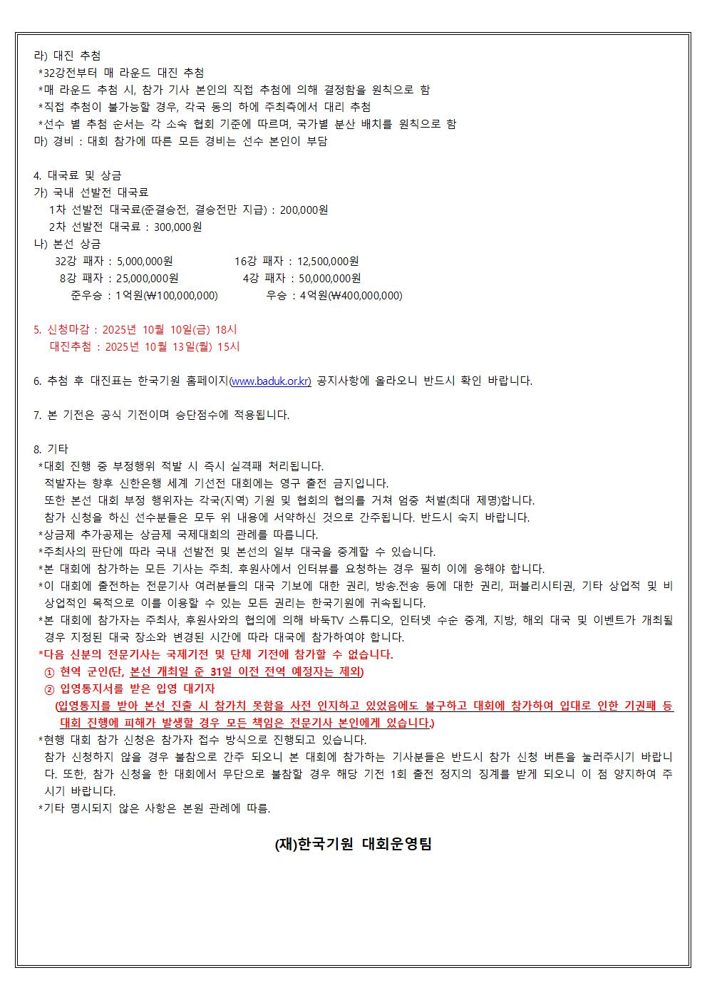 라) 대진 추첨
*32강전부터 매 라운드 대진 추첨
*매 라운드 추첨 시, 참가 기사 본인의 직접 추첨에 의해 결정함을 원칙으로 함
*직접 추첨이 불가능할 경우, 각국 동의 하에 주최측에서 대리 추첨
*선수 별 추첨 순서는 각 소속 협회 기준에 따르며, 국가별 분산 배치를 원칙으로 함
마) 경비 : 대회 참가에 따른 모든 경비는 선수 본인이 부담
4. 대국료 및 상금
가) 국내 선발전 대국료
1차 선발전 대국료(준결승전, 결승전만 지급) : 200,000원
2차 선발전 대국료 : 300,000원
나) 본선 상금
32강 패자 : 5,000,000원 16강 패자 : 12,500,000원
8강 패자 : 25,000,000원 4강 패자 : 50,000,000원
준우승 : 1억원(₩100,000,000) 우승 : 4억원(₩400,000,000)
5. 신청마감 : 2025년 10월 10일(금) 18시
대진추첨 : 2025년 10월 13일(월) 15시
6. 추첨 후 대진표는 한국기원 홈페이지(www.baduk.or.kr) 공지사항에 올라오니 반드시 확인 바랍니다.
7. 본 기전은 공식 기전이며 승단점수에 적용됩니다.
8. 기타
*대회 진행 중 부정행위 적발 시 즉시 실격패 처리됩니다.
적발자는 향후 신한은행 세계 기선전 대회에는 영구 출전 금지입니다.
또한 본선 대회 부정 행위자는 각국(지역) 기원 및 협회의 협의를 거쳐 엄중 처벌(최대 제명)합니다.
참가 신청을 하신 선수분들은 모두 위 내용에 서약하신 것으로 간주됩니다. 반드시 숙지 바랍니다.
*상금제 추가공제는 상금제 국제대회의 관례를 따릅니다.
*주최사의 판단에 따라 국내 선발전 및 본선의 일부 대국을 중계할 수 있습니다.
*본 대회에 참가하는 모든 기사는 주최. 후원사에서 인터뷰를 요청하는 경우 필히 이에 응해야 합니다.
*이 대회에 출전하는 전문기사 여러분들의 대국 기보에 대한 권리, 방송.전송 등에 대한 권리, 퍼블리시티권, 기타 상업적 및 비
상업적인 목적으로 이를 이용할 수 있는 모든 권리는 한국기원에 귀속됩니다.
*본 대회에 참가자는 주최사, 후원사와의 협의에 의해 바둑TV 스튜디오, 인터넷 수순 중계, 지방, 해외 대국 및 이벤트가 개최될
경우 지정된 대국 장소와 변경된 시간에 따라 대국에 참가하여야 합니다.
*다음 신분의 전문기사는 국제기전 및 단체 기전에 참가할 수 없습니다.
① 현역 군인(단, 본선 개최일 준 31일 이전 전역 예정자는 제외)
② 입영통지서를 받은 입영 대기자
(입영통지를 받아 본선 진출 시 참가치 못함을 사전 인지하고 있었음에도 불구하고 대회에 참가하여 입대로 인한 기권패 등
대회 진행에 피해가 발생할 경우 모든 책임은 전문기사 본인에게 있습니다.)
*현행 대회 참가 신청은 참가자 접수 방식으로 진행되고 있습니다.
참가 신청하지 않을 경우 불참으로 간주 되오니 본 대회에 참가하는 기사분들은 반드시 참가 신청 버튼을 눌러주시기 바랍니
다. 또한, 참가 신청을 한 대회에서 무단으로 불참할 경우 해당 기전 1회 출전 정지의 징계를 받게 되오니 이 점 양지하여 주
시기 바랍니다.
*기타 명시되지 않은 사항은 본원 관례에 따름.
(재)한국기원 대회운영팀